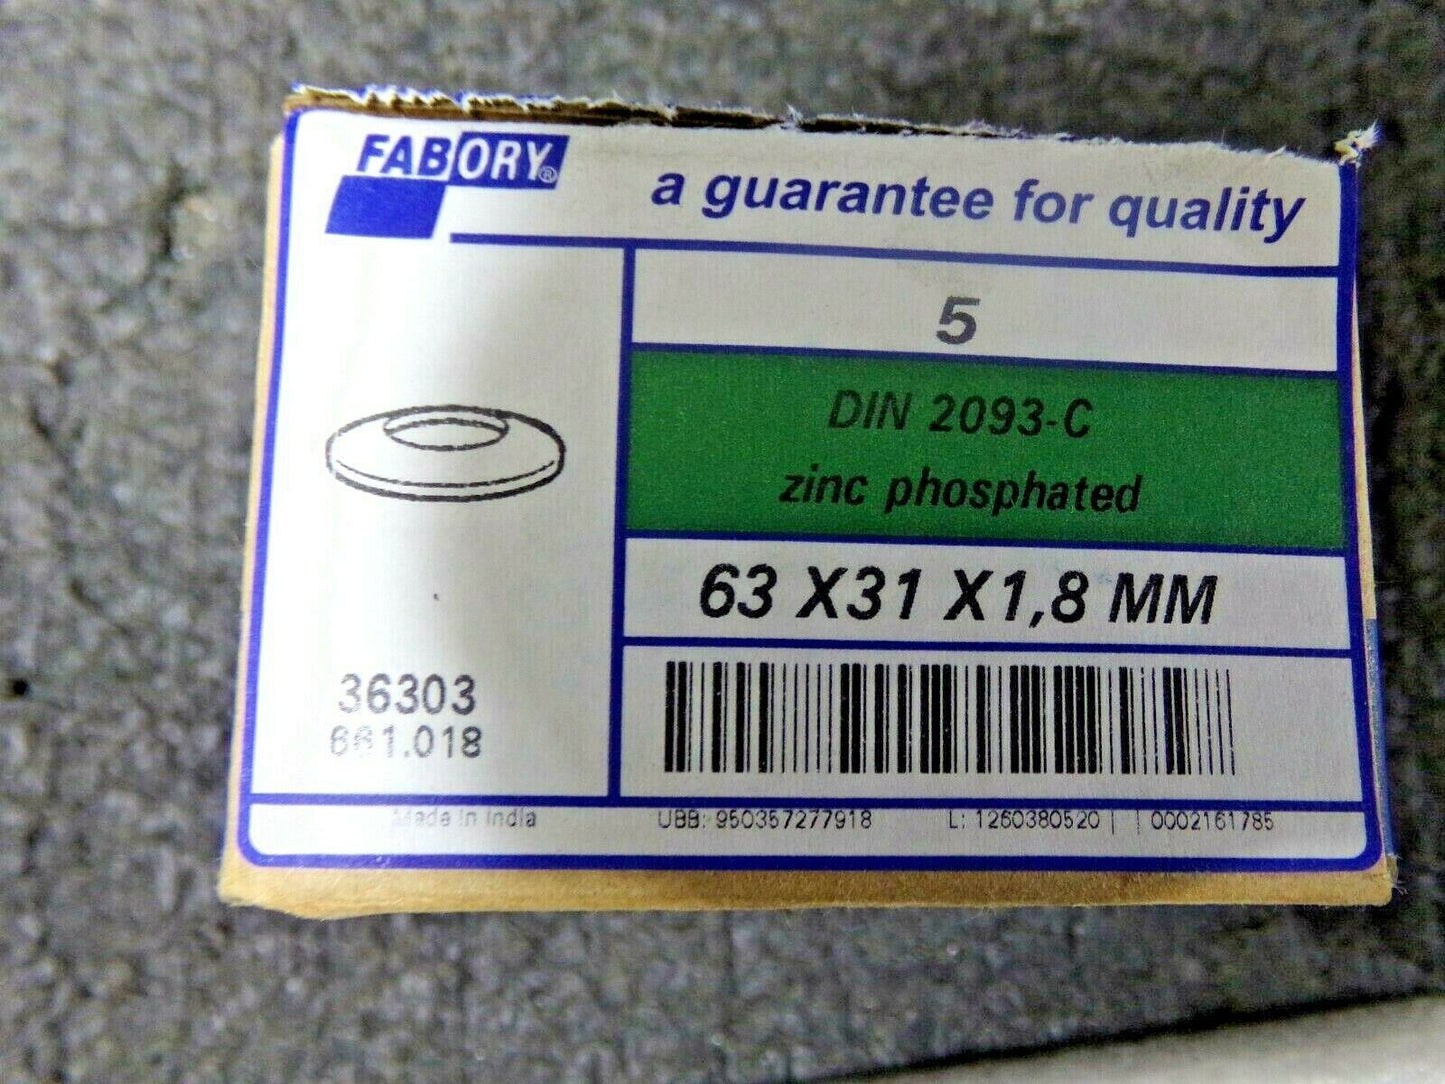 FABORY®
a guarantee for quality
5
DIN 2093-C
zinc phosphated
63 X31 X1,8 MM
36303
661.018
Made in India
UBB: 950357277918 L: 1260380520 | | 0002161785